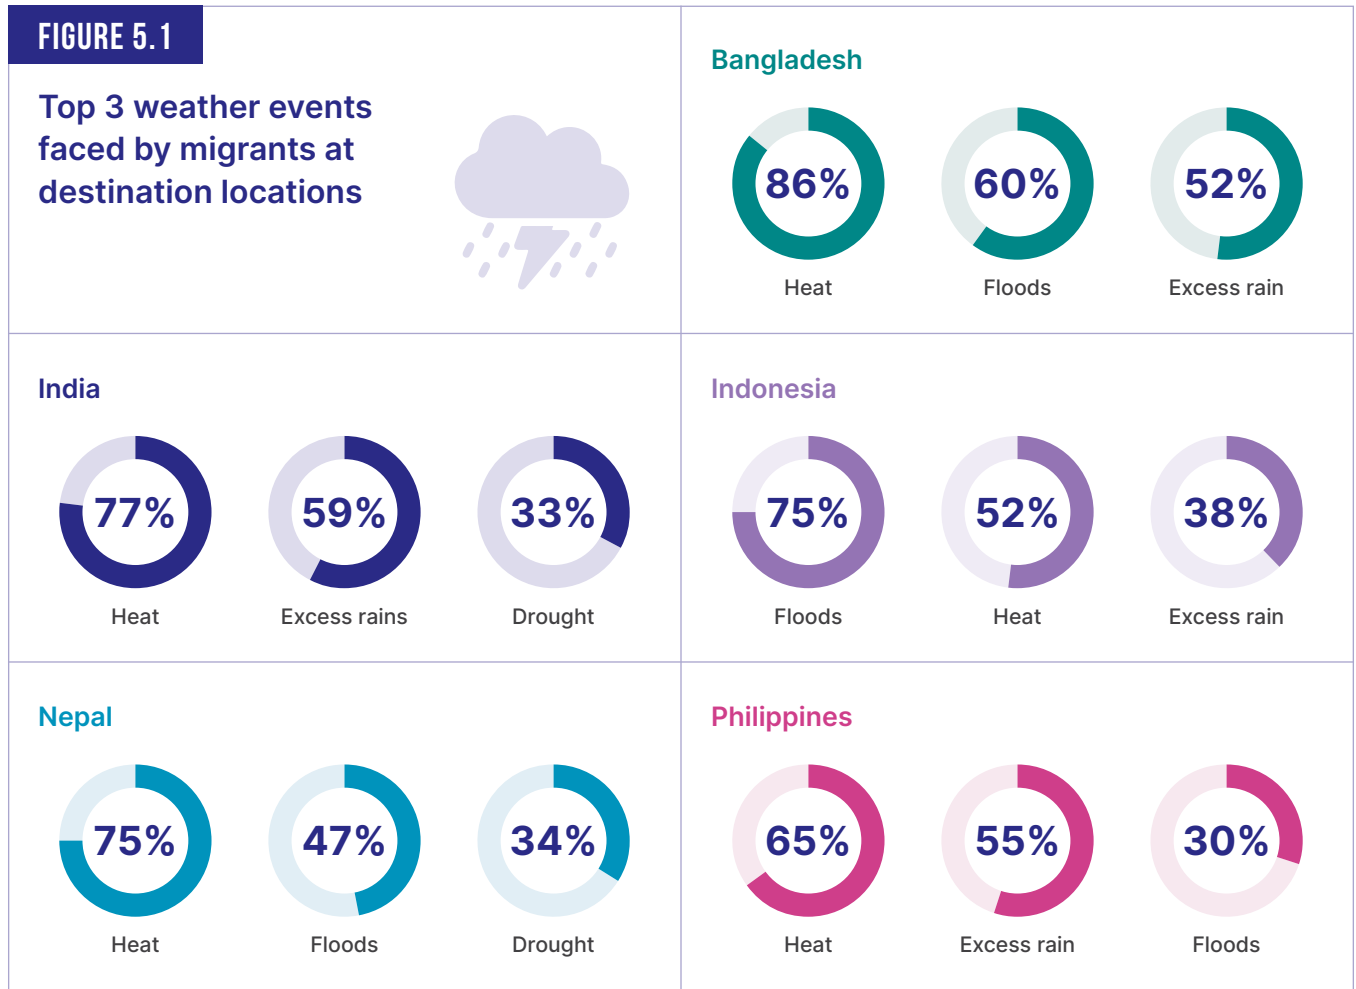 FIGURE 5.1
Top 3 weather events
faced by migrants at
destination locations
Bangladesh
86%
60%
52%
Heat
Floods
Excess rain
India
77%
59%
33%
Heat
Excess rains
Drought
Indonesia
75%
52%
38%
Floods
Heat
Excess rain
Nepal
75%
47%
34%
Heat
Floods
Drought
Philippines
65%
55%
30%
Heat
Excess rain
Floods